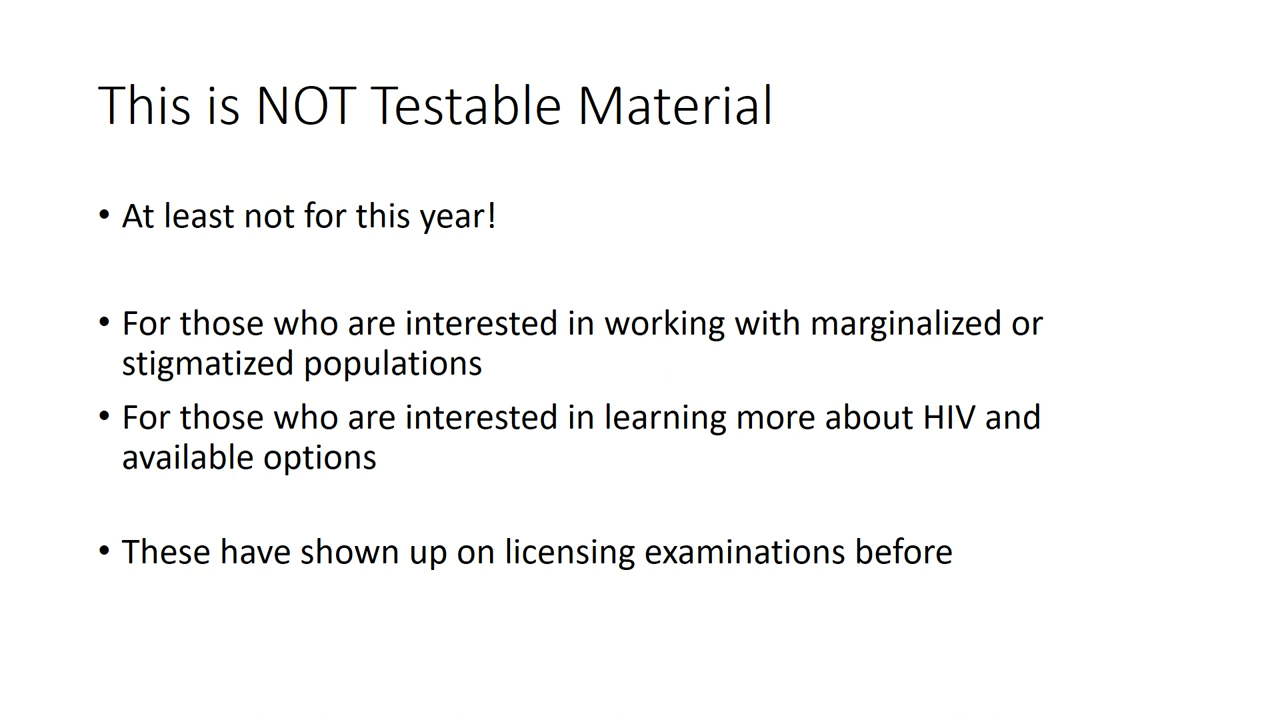 This is NOT Testable Material
• At least not for this year!
• For those who are interested in working with marginalized or
stigmatized populations
• For those who are interested in learning more about HIV and
available options
• These have shown up on licensing examinations before